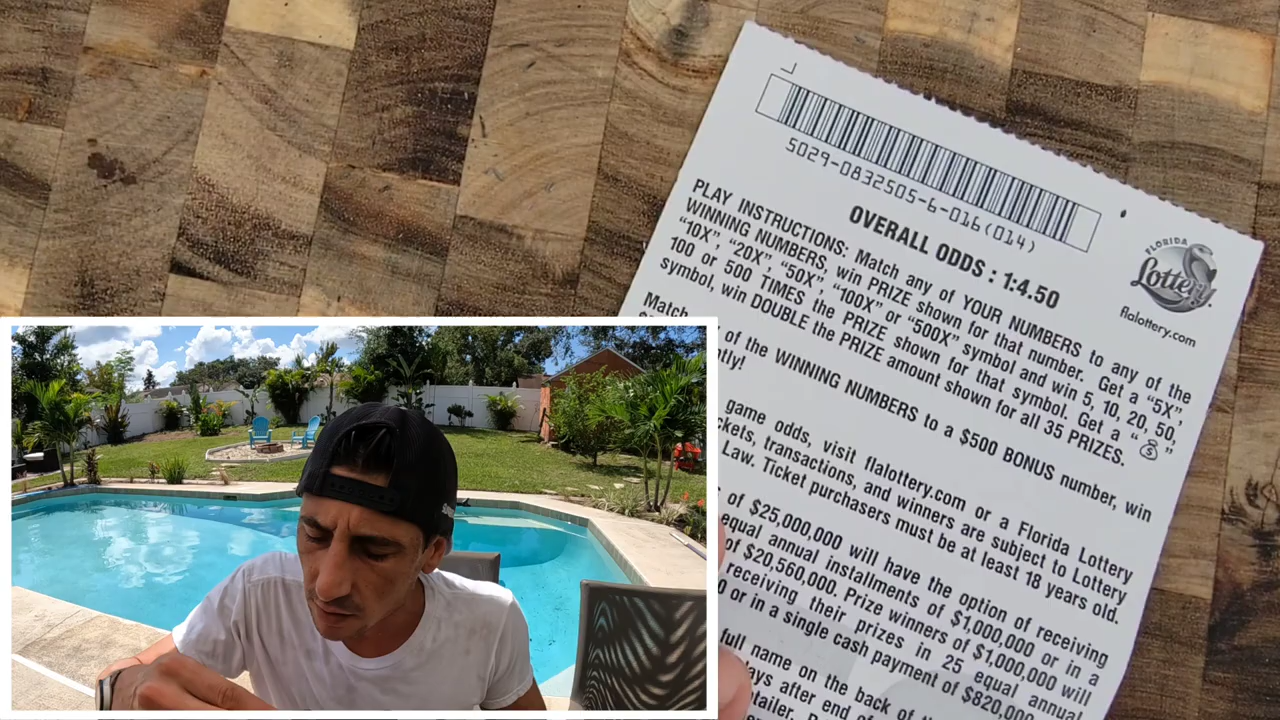 5029-0832505-6-016(014)
OVERALL ODDS : 1:4.50
FLORIDA
Lottery
flalottery.com
PLAY INSTRUCTIONS: Match any of YOUR NUMBERS to any of the
WINNING NUMBERS, win PRIZE shown for that number. Get a "5X",
"10X", "20X", "50X", "100X" or "500X" symbol and win 5, 10, 20, 50,
100 or 500 TIMES the PRIZE shown for that symbol. Get a " "
symbol, win DOUBLE the PRIZE amount shown for all 35 PRIZES.
Match of the WINNING NUMBERS to a $500 BONUS number, win
game odds, visit flalottery.com or a Florida Lottery
transactions, and winners are subject to Lottery
Law. Ticket purchasers must be at least 18 years old.
of $25,000,000 will have the option of receiving
equal annual installments of $1,000,000 or in a
of $20,560,000. Prize winners of $1,000,000 will
receiving their prizes in 25 equal annual
or in a single cash payment of $820,000
full name on the back of
after end of